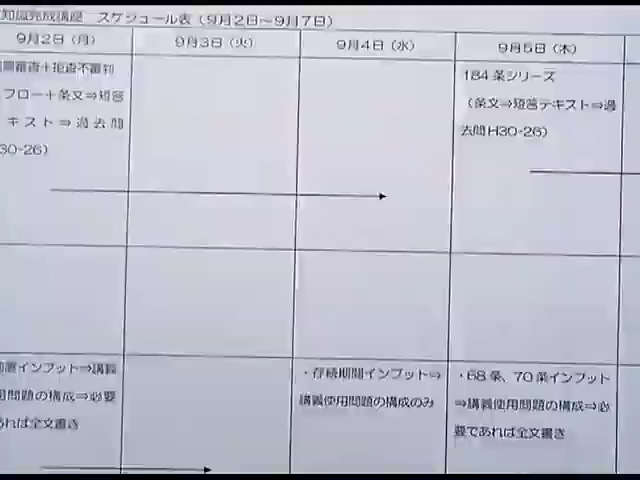 知識完成講座 スケジュール表（9月2日～9月7日）
9月2日（月）
9月3日（火）
9月4日（水）
9月5日（木）
審査＋拒査不審判
フロー＋条文⇒短答
キスト⇒過去問
30-26）
184条シリーズ
（条文⇒短答テキスト⇒過
去問H30-26）
インプット⇒講義
用問題の構成⇒必要
あれば全文書き
・存続期間インプット⇒
講義使用問題の構成のみ
・68条、70条インプット
⇒講義使用問題の構成⇒必
要であれば全文書き